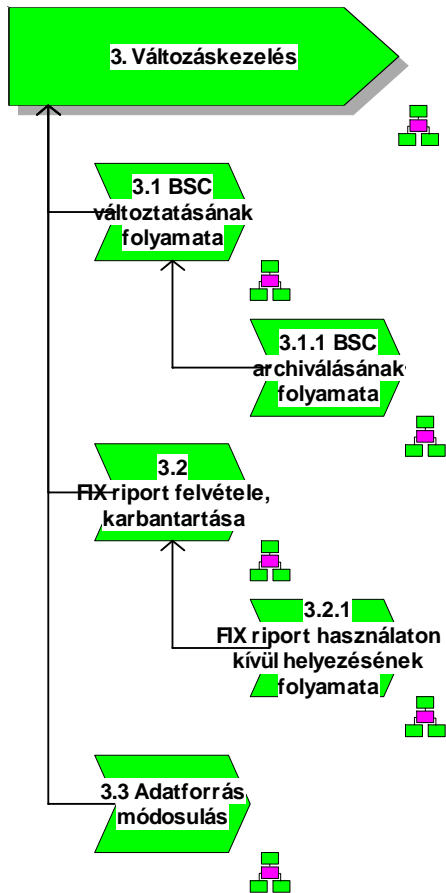 3. Változáskezelés
3.1 BSC
változtatásának
folyamata
3.1.1 BSC
archiválásának
folyamata
3.2
FIX riport felvétele,
karbantartása
3.2.1
FIX riport használaton
kívül helyezésének
folyamata
3.3 Adatforrás
módosulás